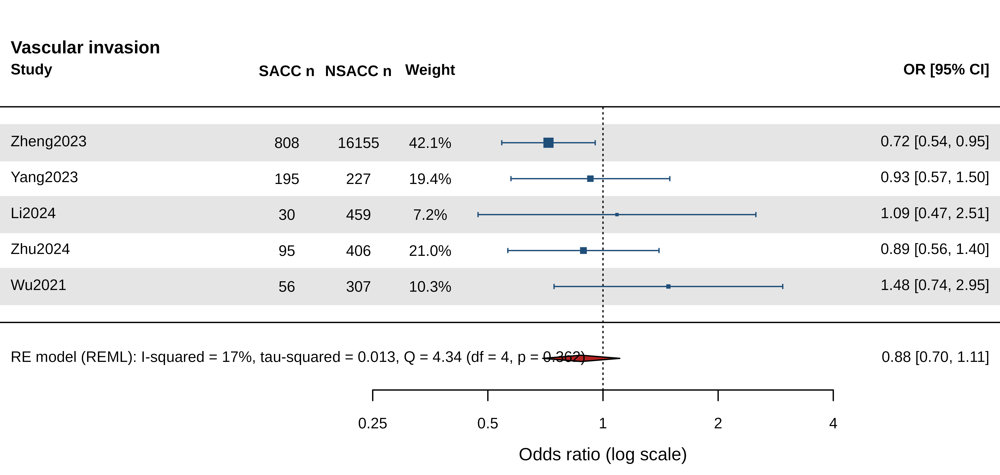 Vascular invasion
Study SACC n NSACC n Weight OR [95% CI]
Zheng2023 808 16155 42.1% 0.72 [0.54, 0.95]
Yang2023 195 227 19.4% 0.93 [0.57, 1.50]
Li2024 30 459 7.2% 1.09 [0.47, 2.51]
Zhu2024 95 406 21.0% 0.89 [0.56, 1.40]
Wu2021 56 307 10.3% 1.48 [0.74, 2.95]
RE model (REML): I-squared = 17%, tau-squared = 0.013, Q = 4.34 (df = 4, p = 0.362) 0.88 [0.70, 1.11]
0.25 0.5 1 2 4
Odds ratio (log scale)